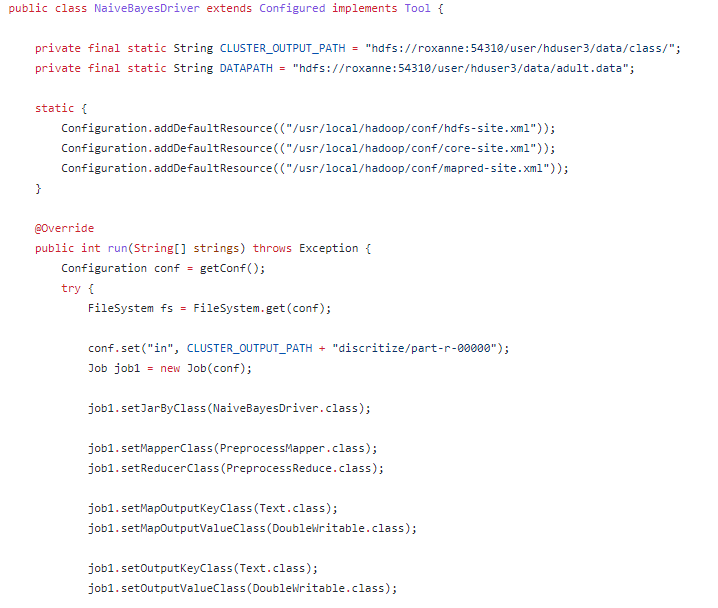 public class NaiveBayesDriver extends Configured implements Tool {
    private final static String CLUSTER_OUTPUT_PATH = "hdfs://roxanne:54310/user/hduser3/data/class/";
    private final static String DATAPATH = "hdfs://roxanne:54310/user/hduser3/data/adult.data";
    static {
        Configuration.addDefaultResource(("/usr/local/hadoop/conf/hdfs-site.xml"));
        Configuration.addDefaultResource(("/usr/local/hadoop/conf/core-site.xml"));
        Configuration.addDefaultResource(("/usr/local/hadoop/conf/mapred-site.xml"));
    }
    @Override
    public int run(String[] strings) throws Exception {
        Configuration conf = getConf();
        try {
            FileSystem fs = FileSystem.get(conf);
            conf.set("in", CLUSTER_OUTPUT_PATH + "discritize/part-r-00000");
            Job job1 = new Job(conf);
            job1.setJarByClass(NaiveBayesDriver.class);
            job1.setMapperClass(PreprocessMapper.class);
            job1.setReducerClass(PreprocessReduce.class);
            job1.setMapOutputKeyClass(Text.class);
            job1.setMapOutputValueClass(DoubleWritable.class);
            job1.setOutputKeyClass(Text.class);
            job1.setOutputValueClass(DoubleWritable.class);